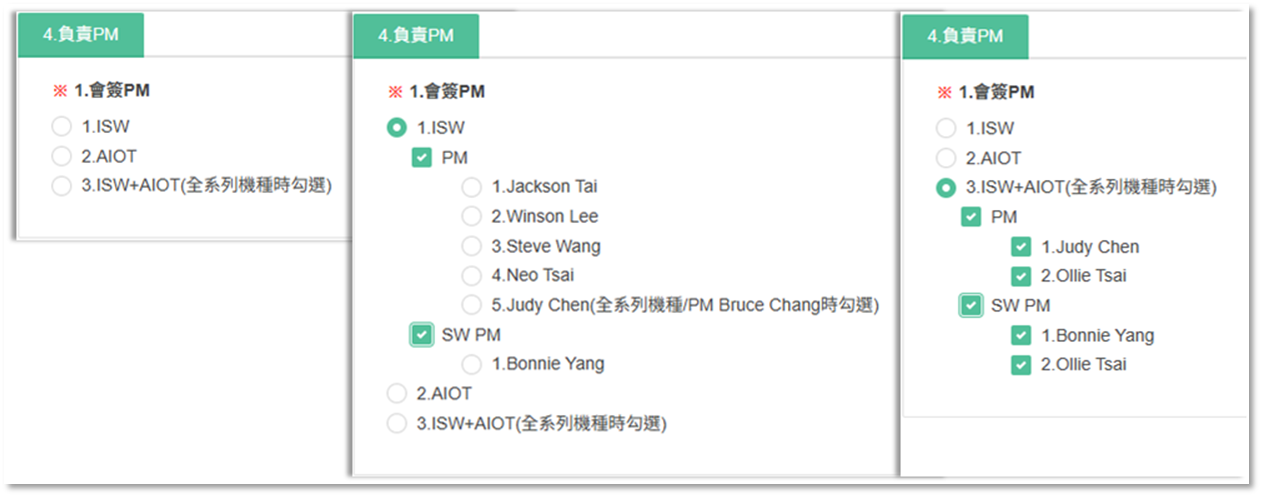 4.負責PM
※ 1.會簽PM
1.ISW
2.AIOT
3.ISW+AIOT(全系列機種時勾選)
4.負責PM
※ 1.會簽PM
1.ISW
PM
1.Jackson Tai
2.Winson Lee
3.Steve Wang
4.Neo Tsai
5.Judy Chen(全系列機種/PM Bruce Chang時勾選)
SW PM
1.Bonnie Yang
2.AIOT
3.ISW+AIOT(全系列機種時勾選)
4.負責PM
※ 1.會簽PM
1.ISW
2.AIOT
3.ISW+AIOT(全系列機種時勾選)
PM
1.Judy Chen
2.Ollie Tsai
SW PM
1.Bonnie Yang
2.Ollie Tsai